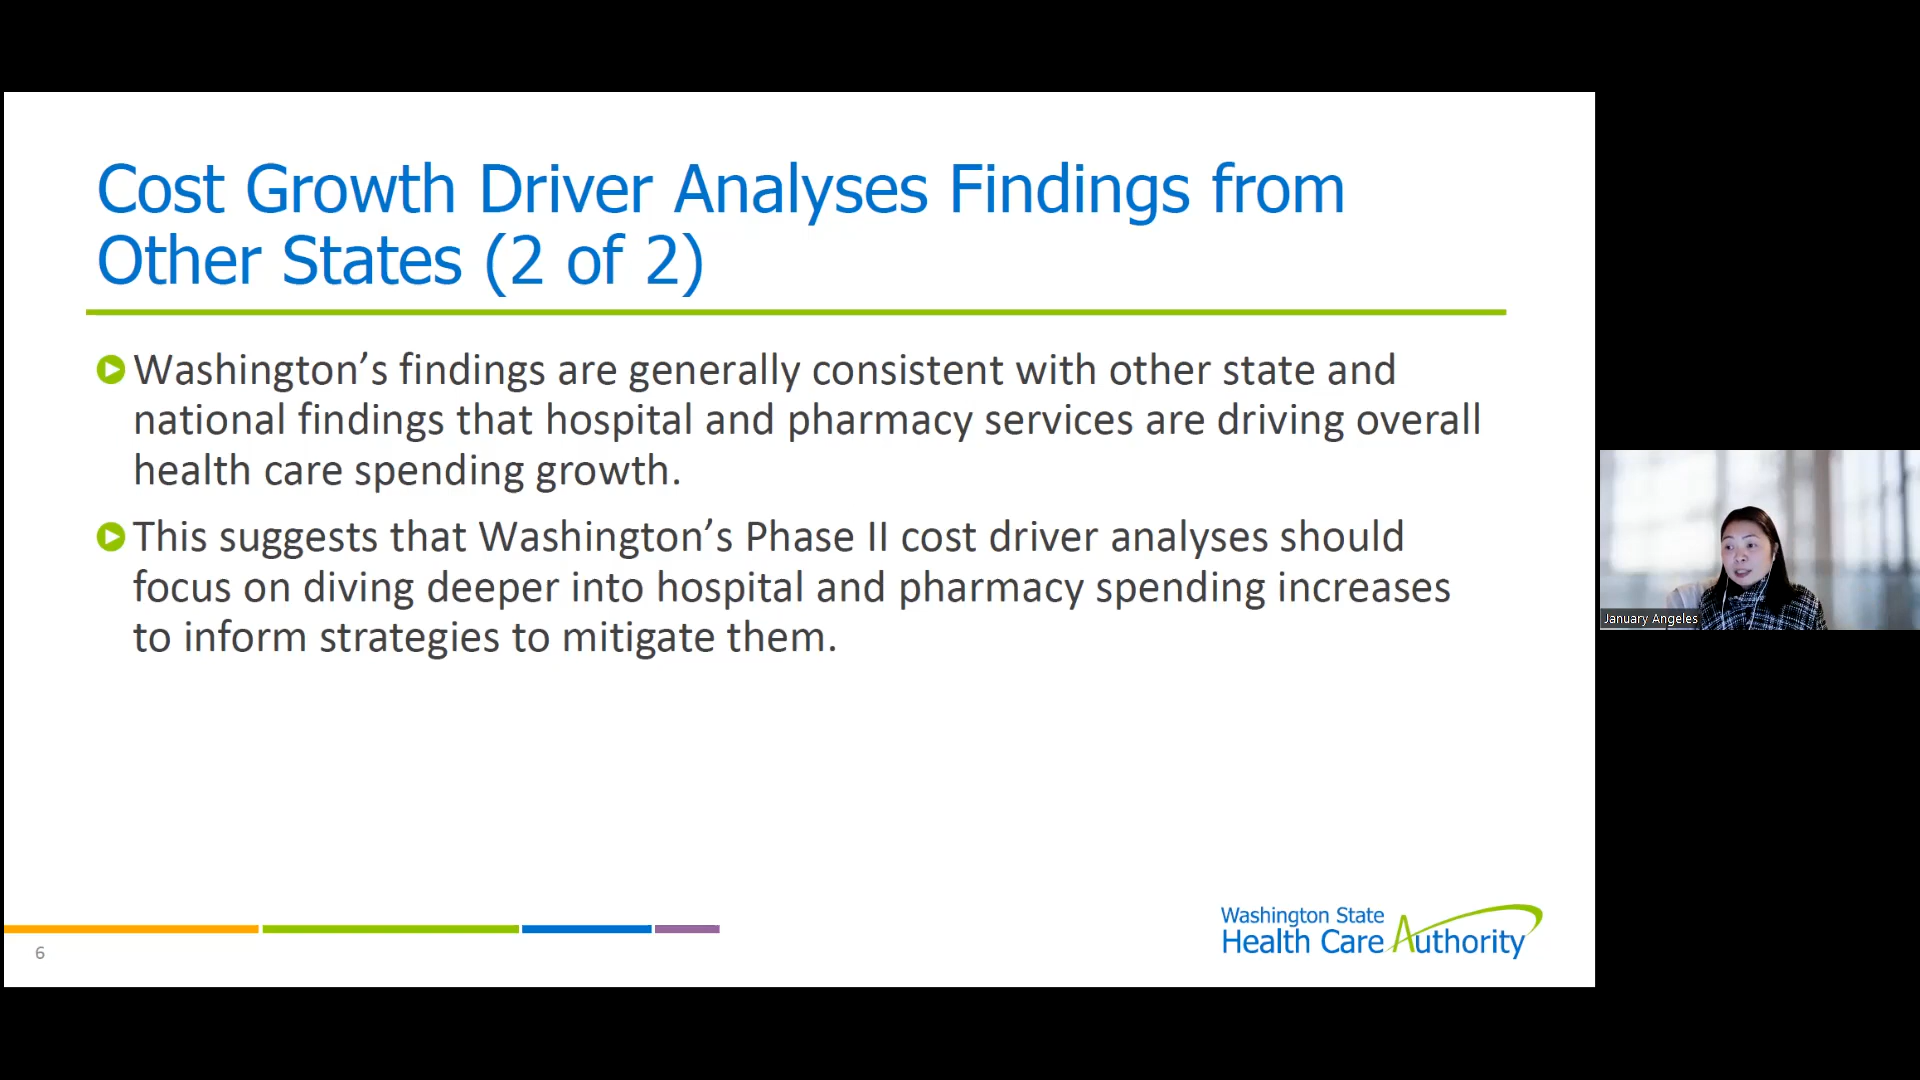 Cost Growth Driver Analyses Findings from
Other States (2 of 2)
Washington’s findings are generally consistent with other state and
national findings that hospital and pharmacy services are driving overall
health care spending growth.
This suggests that Washington’s Phase II cost driver analyses should
focus on diving deeper into hospital and pharmacy spending increases
to inform strategies to mitigate them.
January Angeles
Washington State
Health Care Authority
6